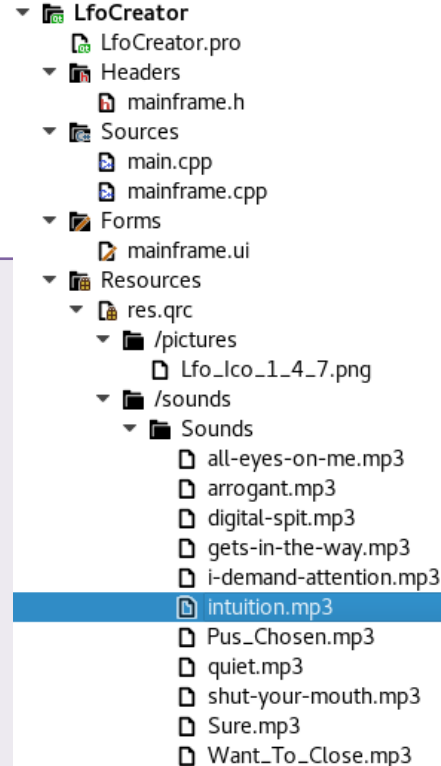 LfoCreator
LfoCreator.pro
Headers
mainframe.h
Sources
main.cpp
mainframe.cpp
Forms
mainframe.ui
Resources
res.qrc
/pictures
Lfo_Ico_1_4_7.png
/sounds
Sounds
all-eyes-on-me.mp3
arrogant.mp3
digital-spit.mp3
gets-in-the-way.mp3
i-demand-attention.mp3
intuition.mp3
Pus_Chosen.mp3
quiet.mp3
shut-your-mouth.mp3
Sure.mp3
Want_To_Close.mp3